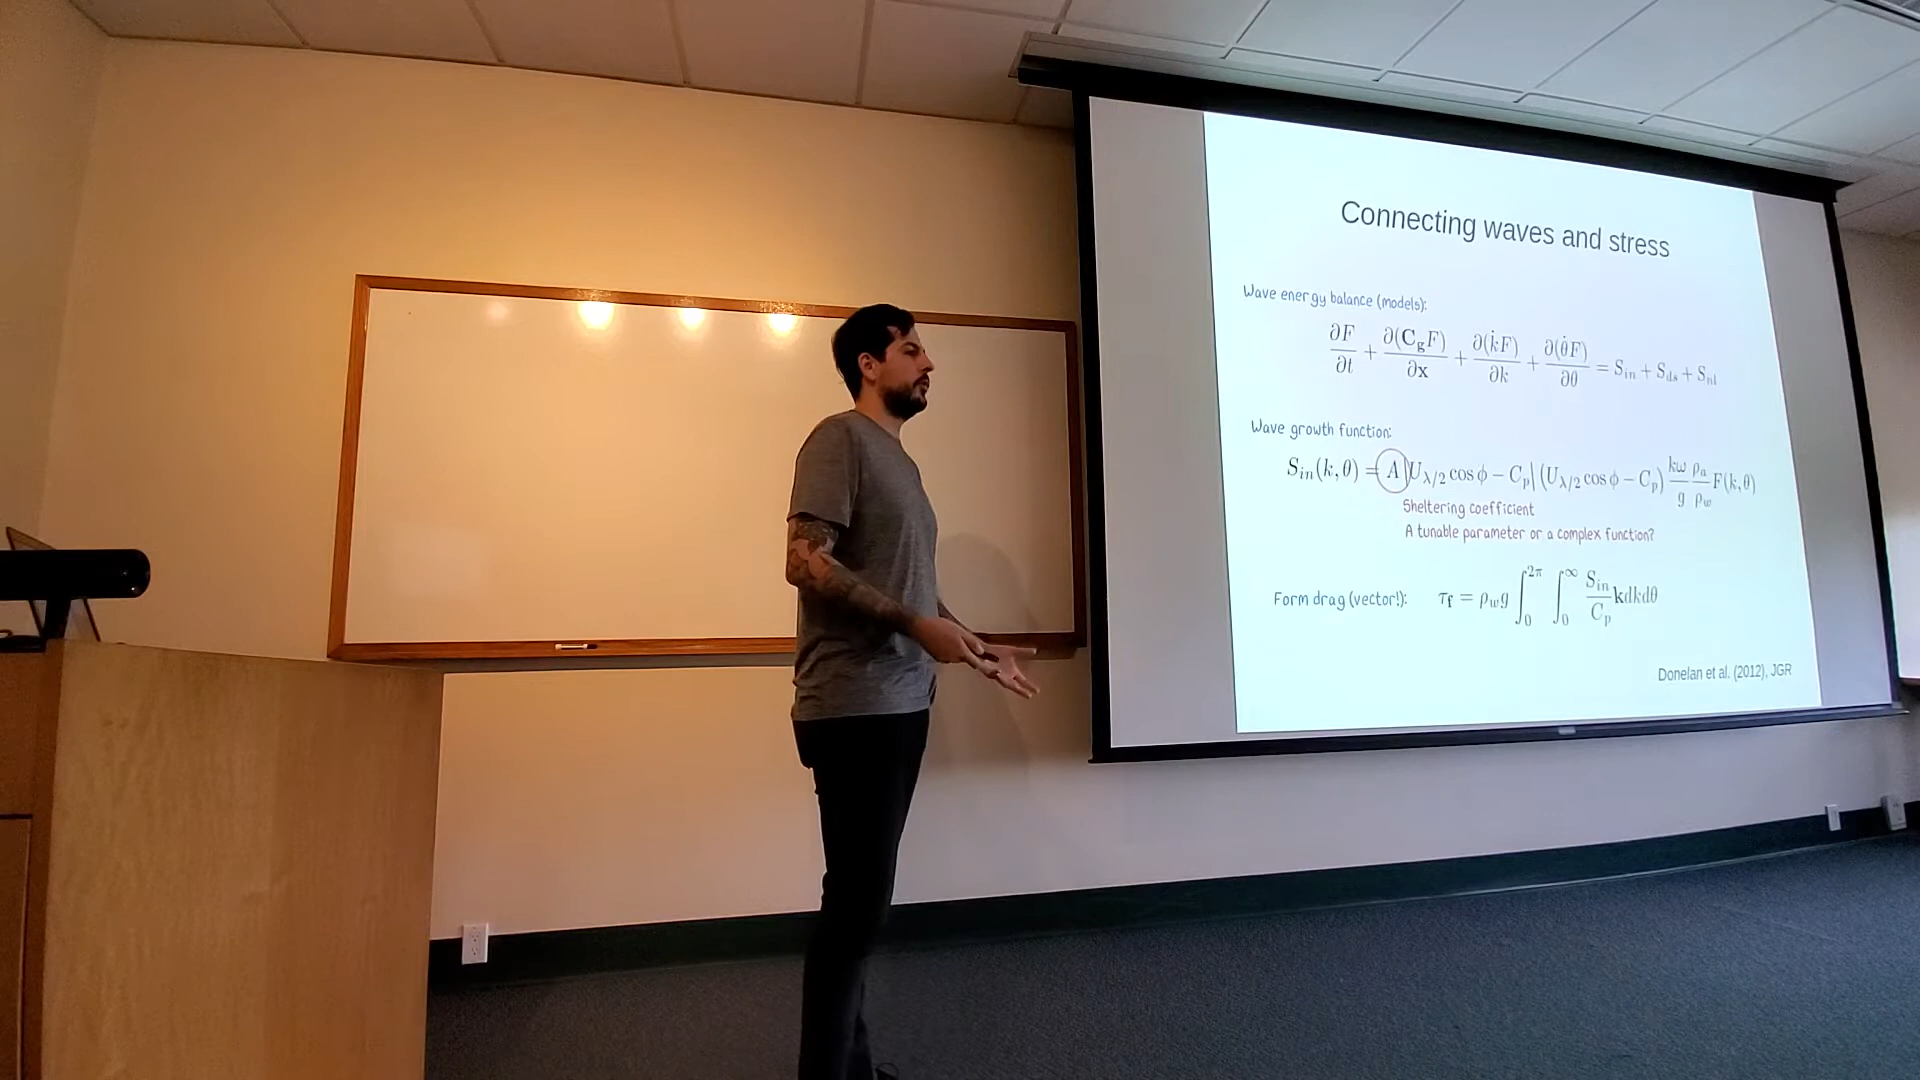 Connecting waves and stress
Wave energy balance (models):
∂F/∂t + ∂(C_g F)/∂x + ∂(k̇F)/∂k + ∂(θ̇F)/∂θ = S_in + S_ds + S_nl
Wave growth function:
S_in(k,θ) = A|U_λ/2 cos ϕ − C_p|(U_λ/2 cos ϕ − C_p) kω/g ρ_a/ρ_w F(k,θ)
Sheltering coefficient
A tunable parameter or a complex function?
Form drag (vector!): τ_f = ρ_w g ∫_0^2π ∫_0^∞ S_in/C_p k dk dθ
Donelan et al. (2012), JGR